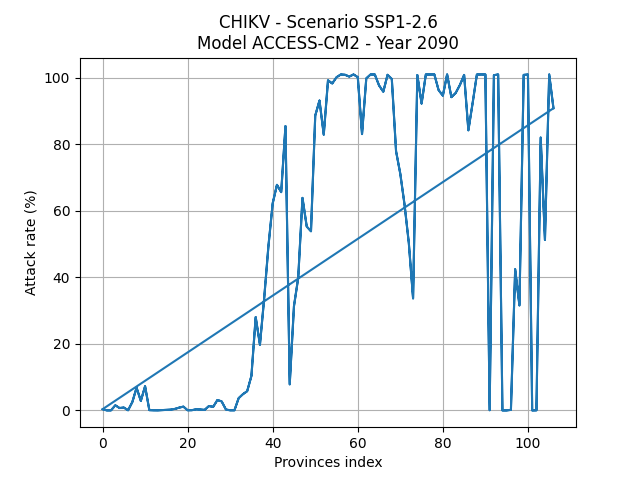 CHIKV - Scenario SSP1-2.6
Model ACCESS-CM2 - Year 2090
Attack rate (%)
100
80
60
40
20
0
0 20 40 60 80 100
Provinces index